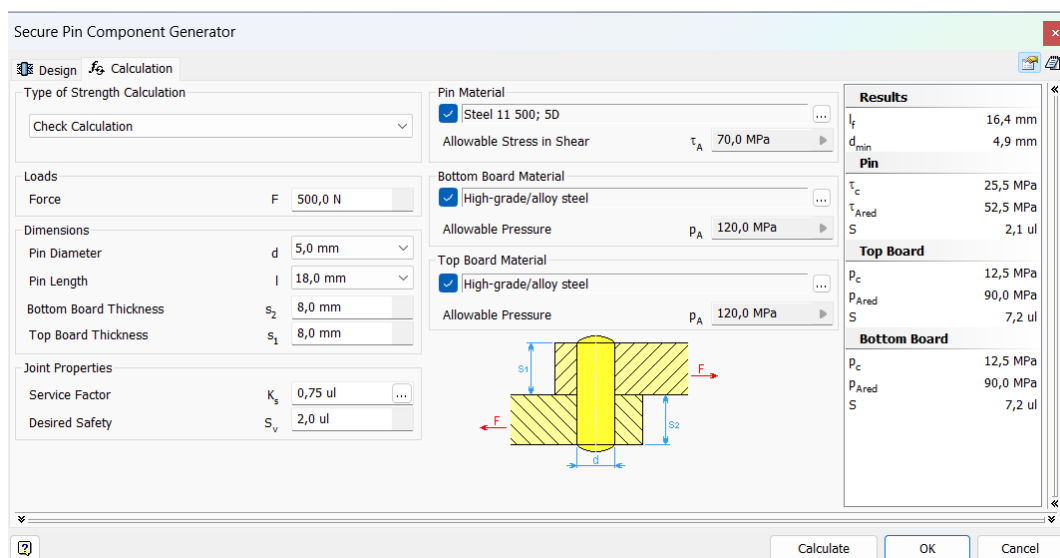 Secure Pin Component Generator
Design
fG Calculation
Type of Strength Calculation
Check Calculation
Loads
Force F 500,0 N
Dimensions
Pin Diameter d 5,0 mm
Pin Length l 18,0 mm
Bottom Board Thickness s2 8,0 mm
Top Board Thickness s1 8,0 mm
Joint Properties
Service Factor Ks 0,75 ul ...
Desired Safety Sv 2,0 ul
Pin Material
Steel 11 500; 5D ...
Allowable Stress in Shear τA 70,0 MPa
Bottom Board Material
High-grade/alloy steel ...
Allowable Pressure pA 120,0 MPa
Top Board Material
High-grade/alloy steel ...
Allowable Pressure pA 120,0 MPa
S1
F
F
S2
d
Results
lf 16,4 mm
dmin 4,9 mm
Pin
τc 25,5 MPa
τAred 52,5 MPa
S 2,1 ul
Top Board
pc 12,5 MPa
pAred 90,0 MPa
S 7,2 ul
Bottom Board
pc 12,5 MPa
pAred 90,0 MPa
S 7,2 ul
?
Calculate
OK
Cancel